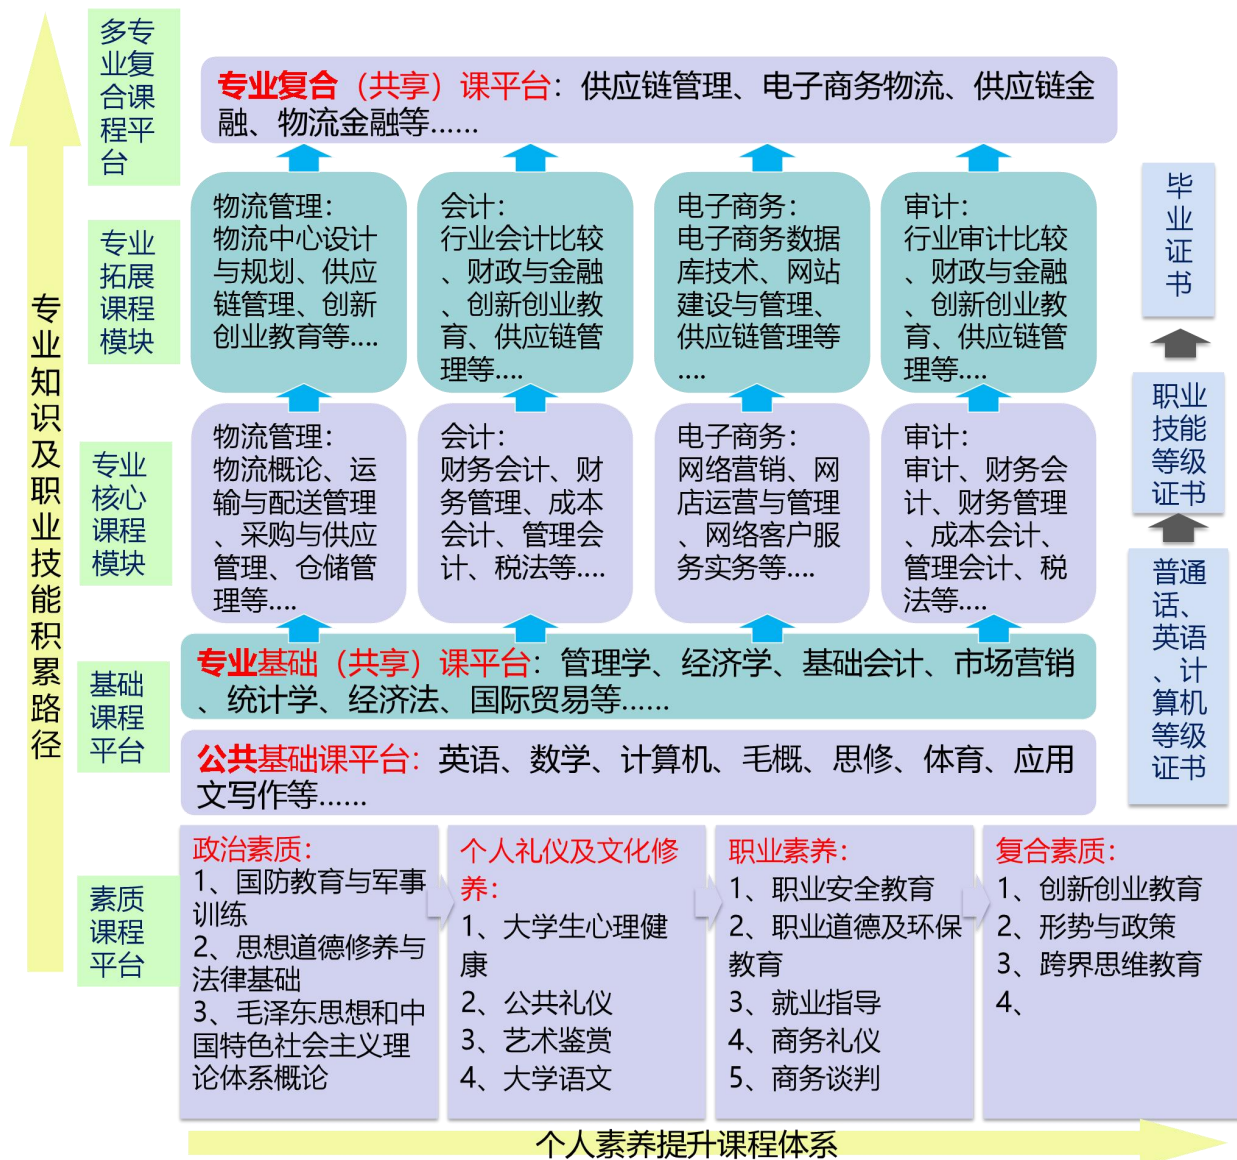 多专
业复
合课
程平
台
专业复合（共享）课平台：供应链管理、电子商务物流、供应链金
融、物流金融等......
专业
拓展
课程
模块
物流管理：
物流中心设计
与规划、供应
链管理、创新
创业教育等....
会计：
行业会计比较
、财政与金融
、创新创业教
育、供应链管
理等....
电子商务：
电子商务数据
库技术、网站
建设与管理、
供应链管理等
....
审计：
行业审计比较
、财政与金融
、创新创业教
育、供应链管
理等....
专业
核心
课程
模块
物流管理：
物流概论、运
输与配送管理
、采购与供应
管理、仓储管
理等....
会计：
财务会计、财
务管理、成本
会计、管理会
计、税法等....
电子商务：
网络营销、网
店运营与管理
、网络客户服
务实务等....
审计：
审计、财务会
计、财务管理
、成本会计、
管理会计、税
法等....
基础
课程
平台
专业基础（共享）课平台：管理学、经济学、基础会计、市场营销
、统计学、经济法、国际贸易等......
公共基础课平台：英语、数学、计算机、毛概、思修、体育、应用
文写作等......
素质
课程
平台
政治素质：
1、国防教育与军事
训练
2、思想道德修养与
法律基础
3、毛泽东思想和中
国特色社会主义理
论体系概论
个人礼仪及文化修
养：
1、大学生心理健
康
2、公共礼仪
3、艺术鉴赏
4、大学语文
职业素养：
1、职业安全教育
2、职业道德及环保
教育
3、就业指导
4、商务礼仪
5、商务谈判
复合素质：
1、创新创业教育
2、形势与政策
3、跨界思维教育
4、
专业知识及职业技能积累路径
个人素养提升课程体系
毕
业
证
书
职业
技能
等级
证书
普通
话、
英语
、计
算机
等级
证书